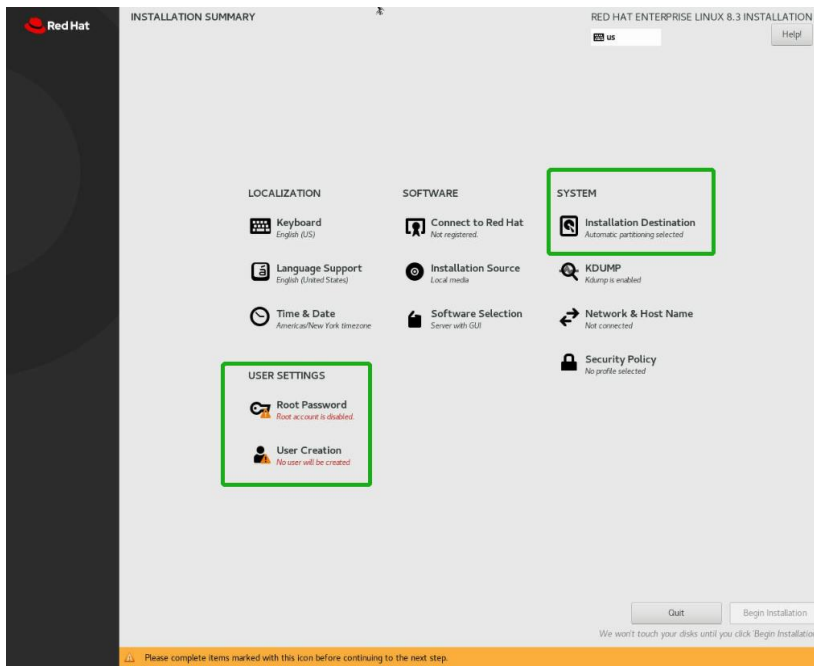 Red Hat
INSTALLATION SUMMARY
RED HAT ENTERPRISE LINUX 8.3 INSTALLATION
us
Help!
LOCALIZATION
Keyboard
English (US)
Language Support
English (United States)
Time & Date
Americas/New York timezone
SOFTWARE
Connect to Red Hat
Not registered.
Installation Source
Local media
Software Selection
Server with GUI
SYSTEM
Installation Destination
Automatic partitioning selected
KDUMP
Kdump is enabled
Network & Host Name
Not connected
Security Policy
No profile selected
USER SETTINGS
Root Password
Root account is disabled.
User Creation
No user will be created
Quit
Begin Installation
We won't touch your disks until you click 'Begin Installatio
Please complete items marked with this icon before continuing to the next step.